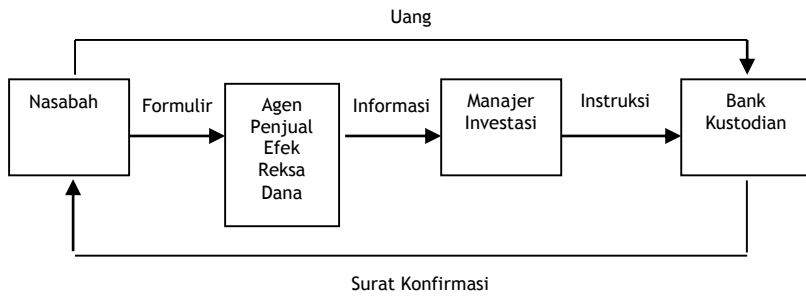 Uang
Nasabah
Formulir
Agen
Penjual
Efek
Reksa
Dana
Informasi
Manajer
Investasi
Instruksi
Bank
Kustodian
Surat Konfirmasi